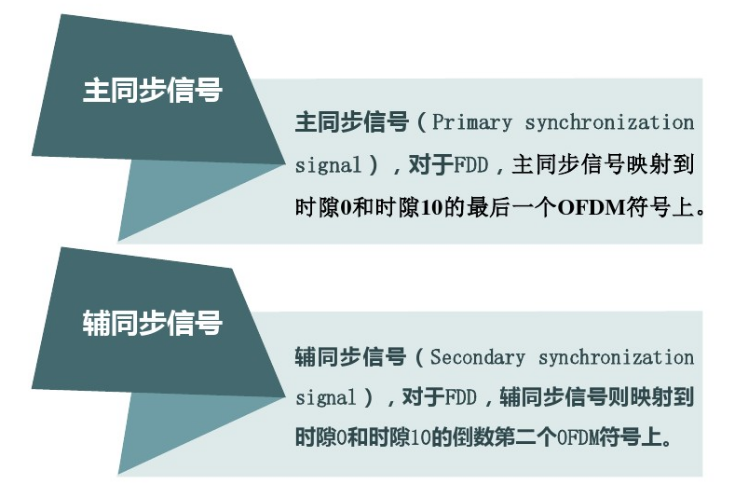 主同步信号
主同步信号（Primary synchronization
signal），对于FDD，主同步信号映射到
时隙0和时隙10的最后一个OFDM符号上。
辅同步信号
辅同步信号（Secondary synchronization
signal），对于FDD，辅同步信号则映射到
时隙0和时隙10的倒数第二个OFDM符号上。